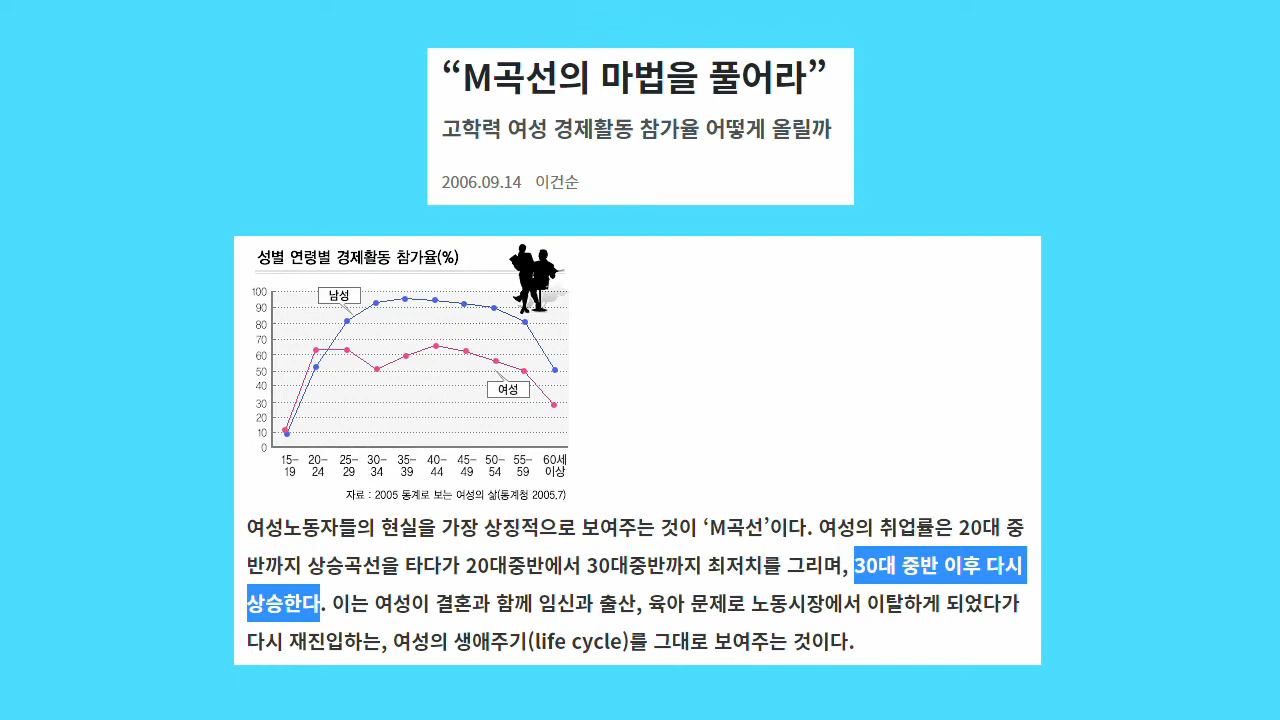 “M곡선의 마법을 풀어라”
고학력 여성 경제활동 참가율 어떻게 올릴까
2006.09.14 이건순
성별 연령별 경제활동 참가율(%)
100
90
80
70
60
50
40
30
20
10
0
남성
여성
15-19
20-24
25-29
30-34
35-39
40-44
45-49
50-54
55-59
60세 이상
자료 : 2005 통계로 보는 여성의 삶(통계청 2005,7)
여성노동자들의 현실을 가장 상징적으로 보여주는 것이 ‘M곡선’이다. 여성의 취업률은 20대 중
반까지 상승곡선을 타다가 20대중반에서 30대중반까지 최저치를 그리며, 30대 중반 이후 다시
상승한다. 이는 여성이 결혼과 함께 임신과 출산, 육아 문제로 노동시장에서 이탈하게 되었다가
다시 재진입하는, 여성의 생애주기(life cycle)를 그대로 보여주는 것이다.